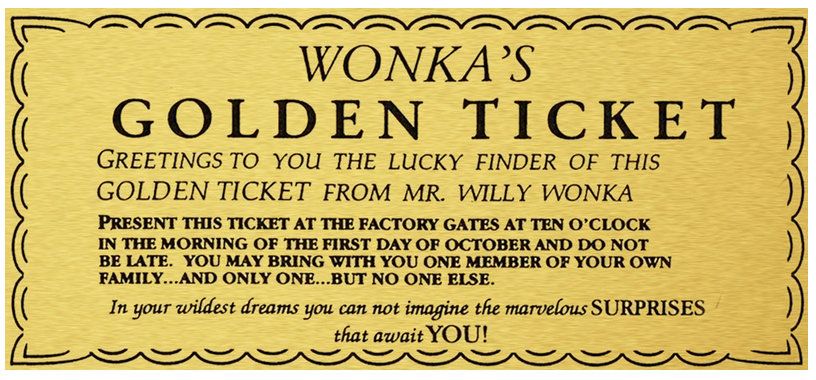 WONKA'S
GOLDEN TICKET
GREETINGS TO YOU THE LUCKY FINDER OF THIS
GOLDEN TICKET FROM MR. WILLY WONKA
PRESENT THIS TICKET AT THE FACTORY GATES AT TEN O'CLOCK
IN THE MORNING OF THE FIRST DAY OF OCTOBER AND DO NOT
BE LATE. YOU MAY BRING WITH YOU ONE MEMBER OF YOUR OWN
FAMILY...AND ONLY ONE...BUT NO ONE ELSE.
In your wildest dreams you can not imagine the marvelous SURPRISES
that await YOU!